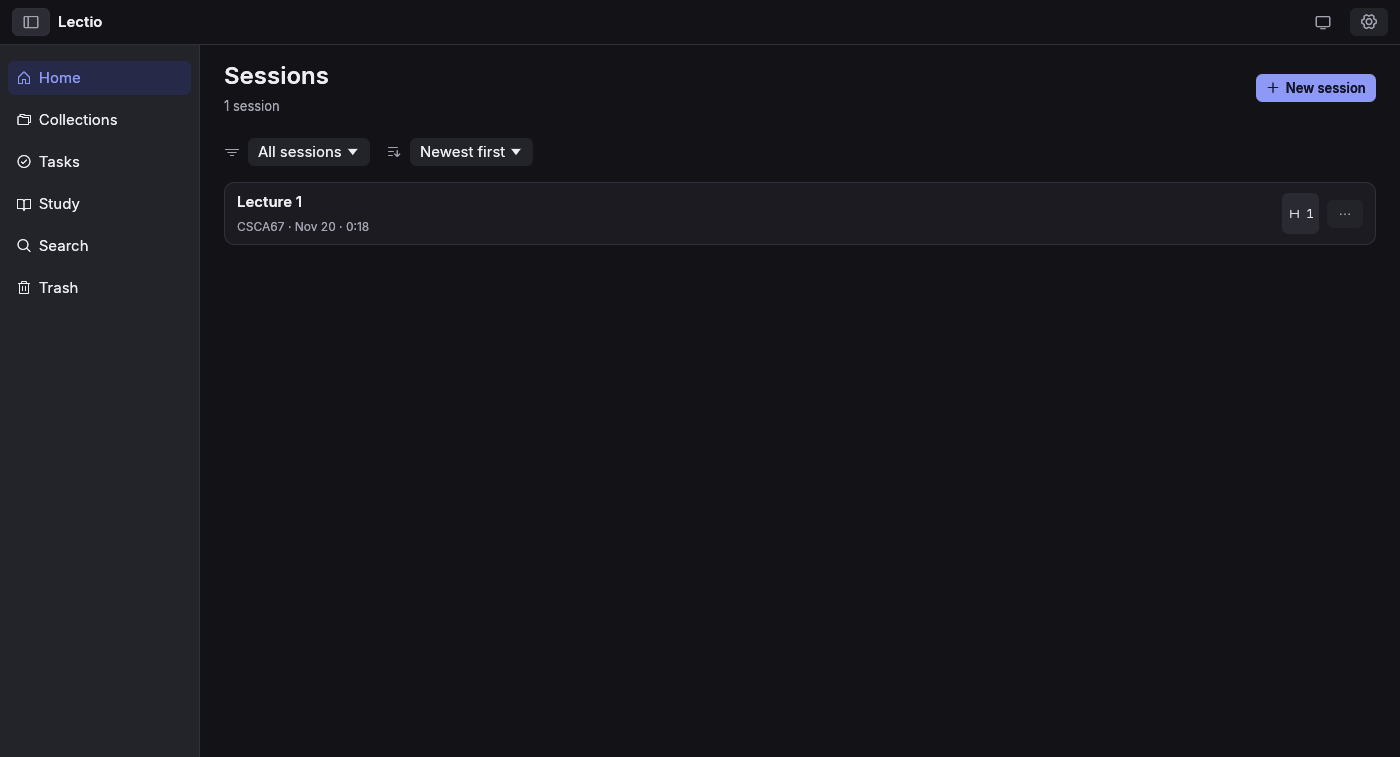 Lectio
Home
Collections
Tasks
Study
Search
Trash
Sessions
1 session
New session
All sessions
Newest first
Lecture 1
CSCA67 · Nov 20 · 0:18
1